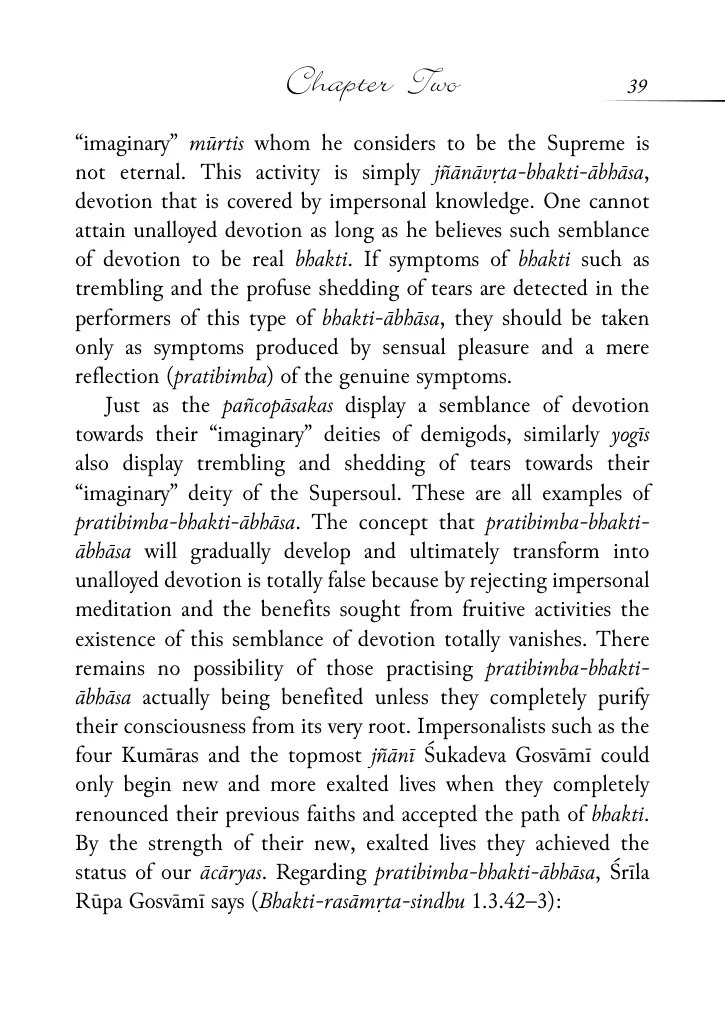 Chapter Two 39
“imaginary” mūrtis whom he considers to be the Supreme is
not eternal. This activity is simply jñānāvṛta-bhakti-ābhāsa,
devotion that is covered by impersonal knowledge. One cannot
attain unalloyed devotion as long as he believes such semblance
of devotion to be real bhakti. If symptoms of bhakti such as
trembling and the profuse shedding of tears are detected in the
performers of this type of bhakti-ābhāsa, they should be taken
only as symptoms produced by sensual pleasure and a mere
reflection (pratibimba) of the genuine symptoms.
Just as the pañcopāsakas display a semblance of devotion
towards their “imaginary” deities of demigods, similarly yogīs
also display trembling and shedding of tears towards their
“imaginary” deity of the Supersoul. These are all examples of
pratibimba-bhakti-ābhāsa. The concept that pratibimba-bhakti-
ābhāsa will gradually develop and ultimately transform into
unalloyed devotion is totally false because by rejecting impersonal
meditation and the benefits sought from fruitive activities the
existence of this semblance of devotion totally vanishes. There
remains no possibility of those practising pratibimba-bhakti-
ābhāsa actually being benefited unless they completely purify
their consciousness from its very root. Impersonalists such as the
four Kumāras and the topmost jñānī Śukadeva Gosvāmī could
only begin new and more exalted lives when they completely
renounced their previous faiths and accepted the path of bhakti.
By the strength of their new, exalted lives they achieved the
status of our ācāryas. Regarding pratibimba-bhakti-ābhāsa, Śrīla
Rūpa Gosvāmī says (Bhakti-rasāmṛta-sindhu 1.3.42–3):